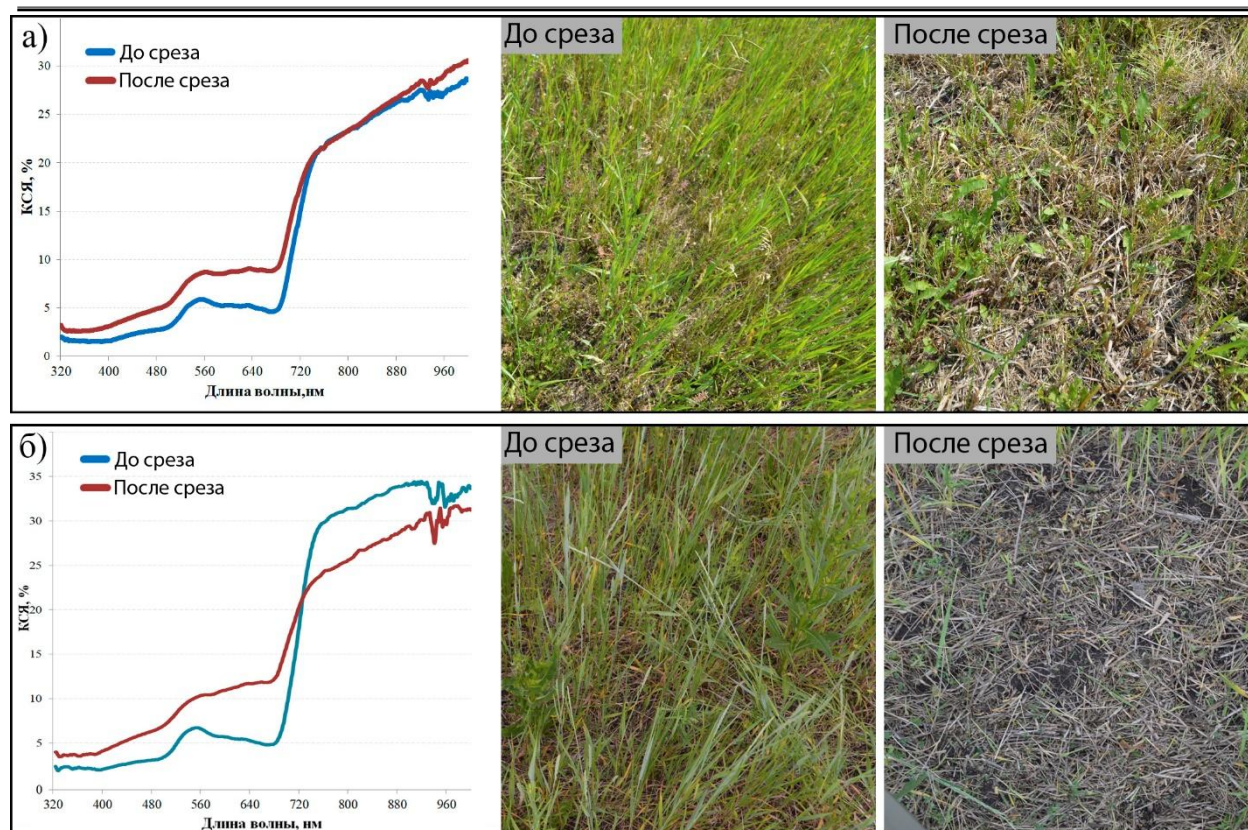 а)
До среза
После среза
КСЯ, %
30
25
20
15
10
5
0
320 400 480 560 640 720 800 880 960
Длина волны,нм
До среза
После среза
б)
До среза
После среза
КСЯ, %
35
30
25
20
15
10
5
0
320 400 480 560 640 720 800 880 960
Длина волны, нм
До среза
После среза